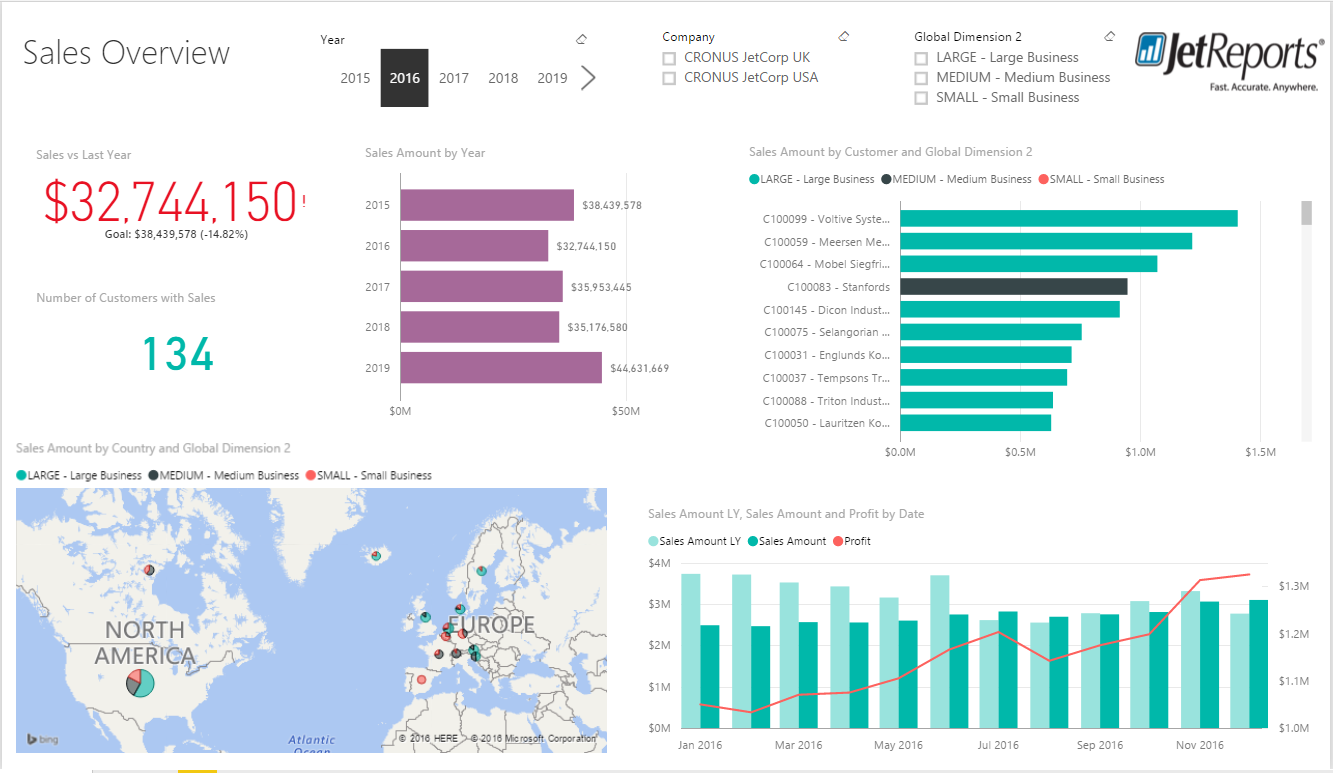 Sales Overview
Year
2015
2016
2017
2018
2019
Company
CRONUS JetCorp UK
CRONUS JetCorp USA
Global Dimension 2
LARGE - Large Business
MEDIUM - Medium Business
SMALL - Small Business
JetReports®
Fast. Accurate. Anywhere.
Sales vs Last Year
$32,744,150!
Goal: $38,439,578 (-14.82%)
Number of Customers with Sales
134
Sales Amount by Year
2015 $38,439,578
2016 $32,744,150
2017 $35,953,445
2018 $35,176,580
2019 $44,631,669
$0M $50M
Sales Amount by Customer and Global Dimension 2
LARGE - Large Business MEDIUM - Medium Business SMALL - Small Business
C100099 - Voltive Syste...
C100059 - Meersen Me...
C100064 - Mobel Siegfri...
C100083 - Stanfords
C100145 - Dicon Indust...
C100075 - Selangorian ...
C100031 - Englunds Ko...
C100037 - Tempsons Tr...
C100088 - Triton Indust...
C100050 - Lauritzen Ko...
$0.0M $0.5M $1.0M $1.5M
Sales Amount by Country and Global Dimension 2
LARGE - Large Business MEDIUM - Medium Business SMALL - Small Business
NORTH
AMERICA
EUROPE
Atlantic
Ocean
bing
© 2016 HERE © 2016 Microsoft Corporation
Sales Amount LY, Sales Amount and Profit by Date
Sales Amount LY Sales Amount Profit
$4M
$3M
$2M
$1M
$0M
$1.3M
$1.2M
$1.1M
$1.0M
Jan 2016 Mar 2016 May 2016 Jul 2016 Sep 2016 Nov 2016